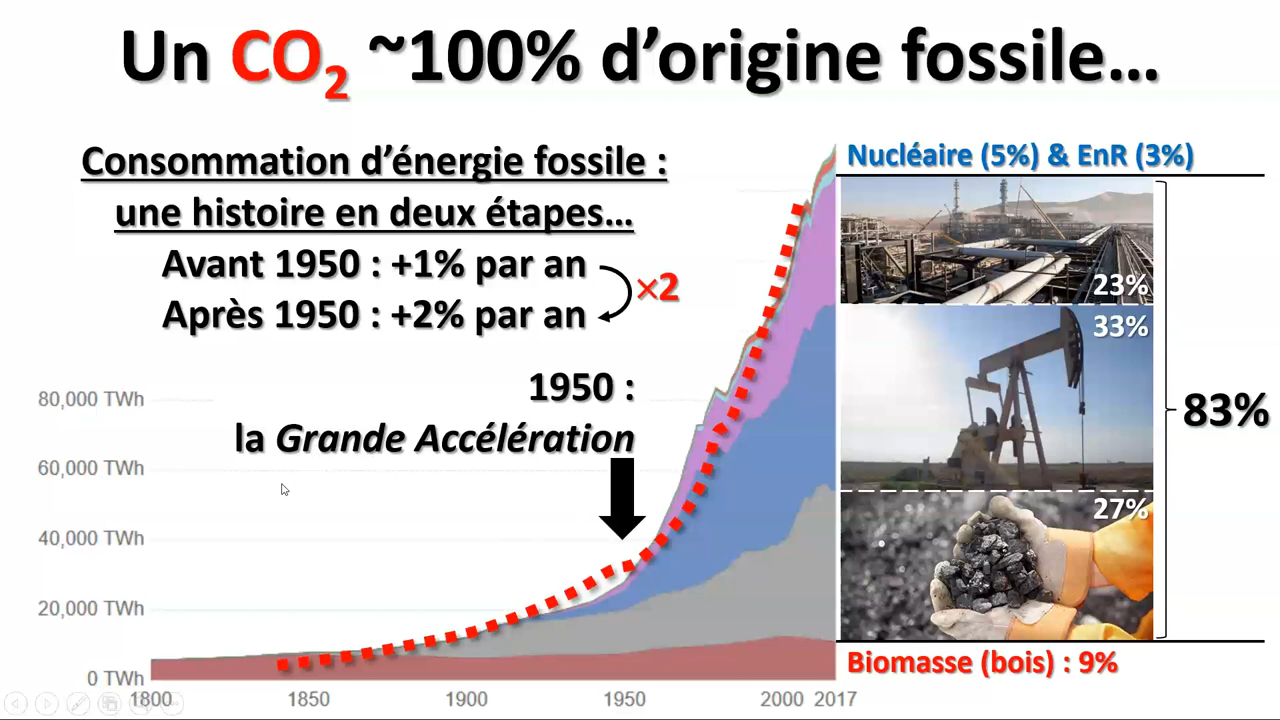 Un CO₂ ~100% d’origine fossile…
Consommation d’énergie fossile :
une histoire en deux étapes…
Avant 1950 : +1% par an
Après 1950 : +2% par an
×2
1950 :
la Grande Accélération
80,000 TWh
60,000 TWh
40,000 TWh
20,000 TWh
0 TWh
1800
1850
1900
1950
2000
2017
Nucléaire (5%) & EnR (3%)
23%
33%
27%
83%
Biomasse (bois) : 9%